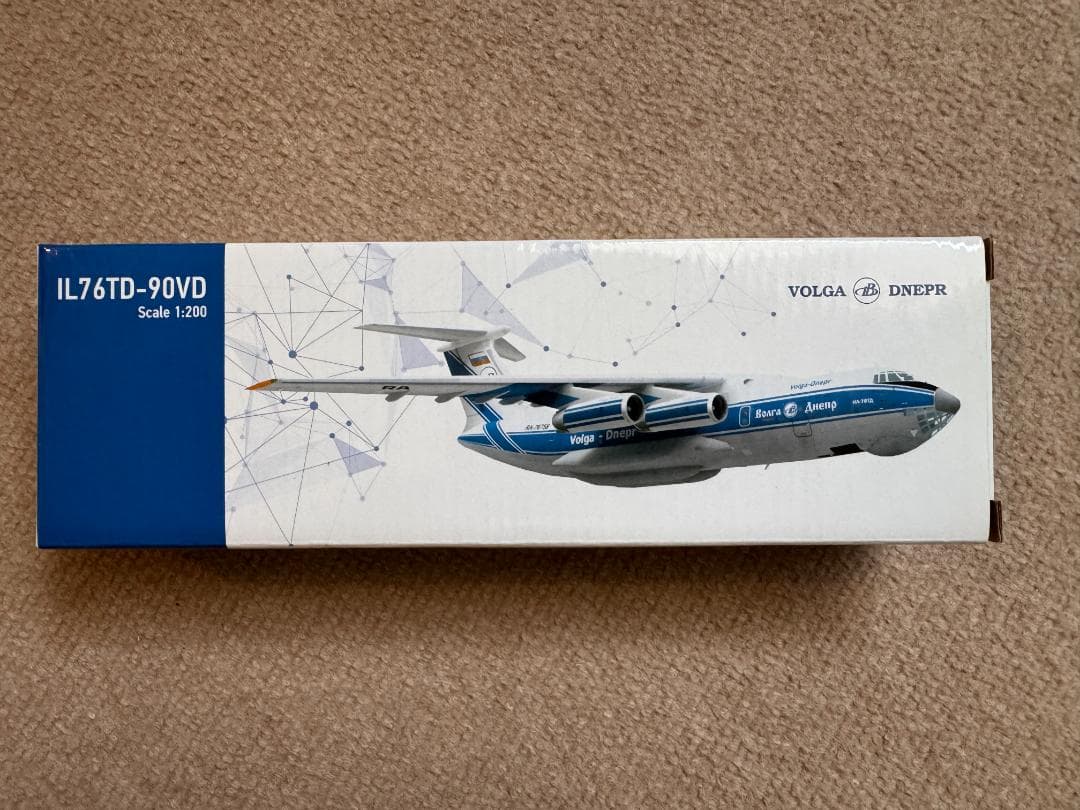 IL76TD-90VD
Scale 1:200
VOLGA DNEPR
RA
Volga-Dnepr
Волга Днепр
Volga - Dnepr